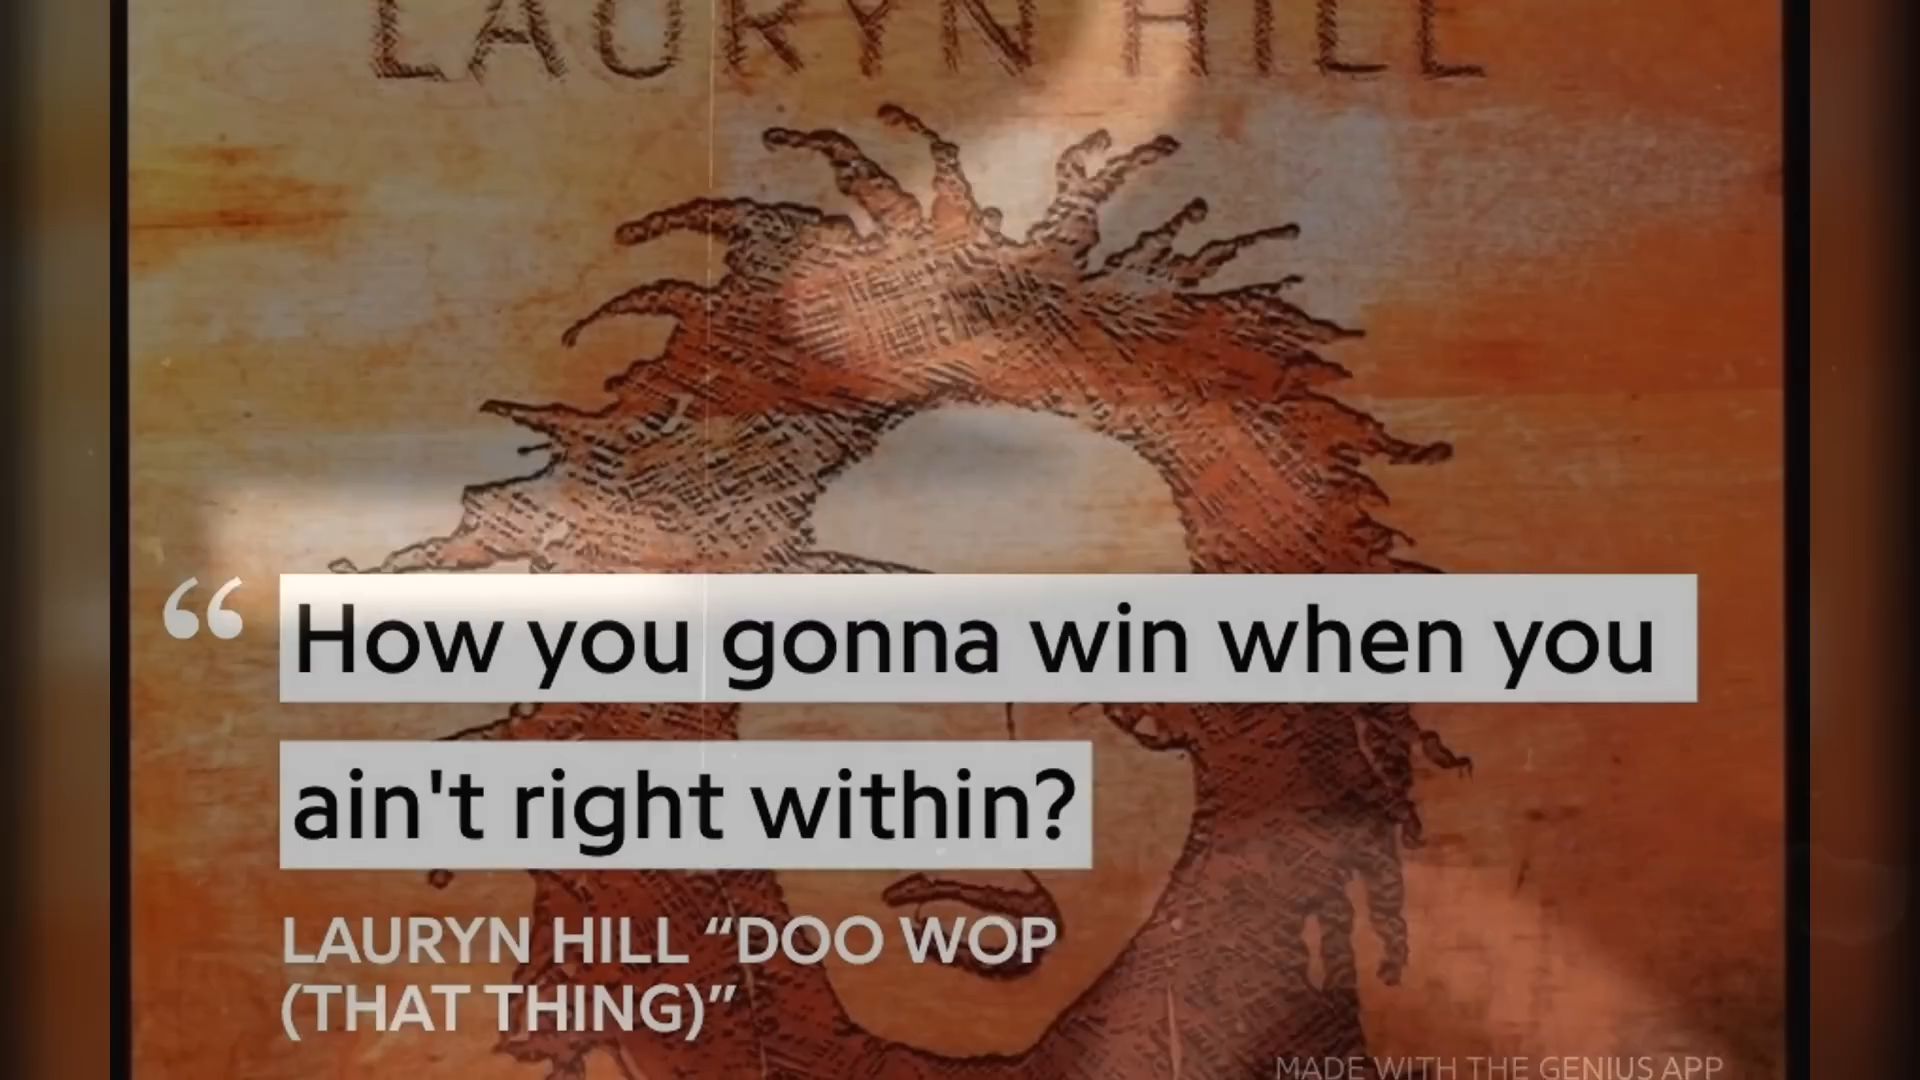 LAURYN HILL
“
How you gonna win when you
ain't right within?
LAURYN HILL “DOO WOP
(THAT THING)”
MADE WITH THE GENIUS APP